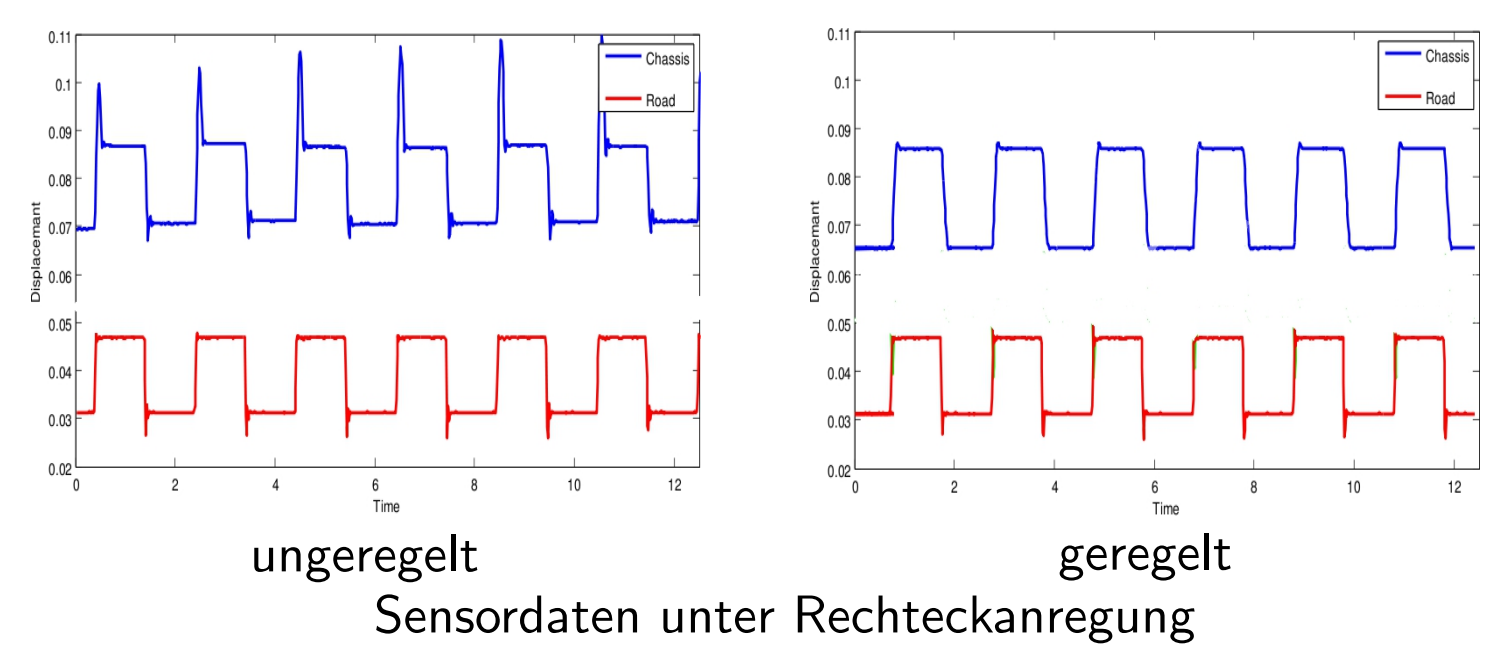 0.11
0.1
0.09
0.08
0.07
0.06
0.05
0.04
0.03
0.02
Displacemant
0 2 4 6 8 10 12
Time
Chassis
Road
0.11
0.1
0.09
0.08
0.07
0.06
0.05
0.04
0.03
0.02
Displacemant
0 2 4 6 8 10 12
Time
Chassis
Road
ungeregelt
geregelt
Sensordaten unter Rechteckanregung